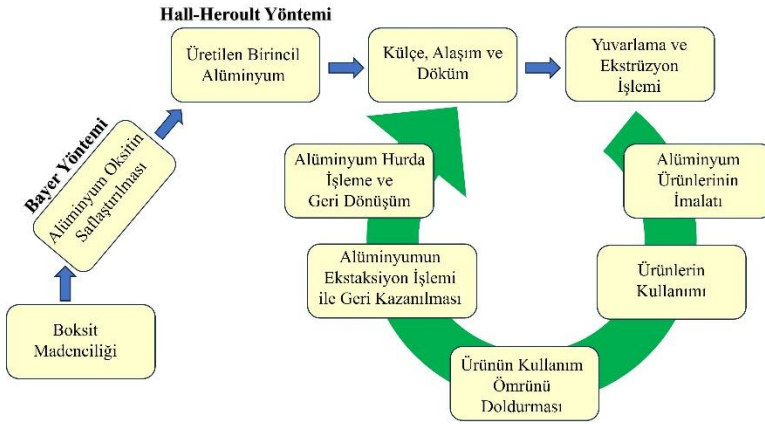 Hall-Heroult Yöntemi
Üretilen Birincil
Alüminyum
Külçe, Alaşım ve
Döküm
Yuvarlama ve
Ekstrüzyon
İşlemi
Bayer Yöntemi
Alüminyum Oksitin
Saflaştırılması
Boksit
Madenciliği
Alüminyum Hurda
İşleme ve
Geri Dönüşüm
Alüminyum
Ürünlerinin
İmalatı
Alüminyumun
Ekstaksiyon İşlemi
ile Geri Kazanılması
Ürünlerin
Kullanımı
Ürünün Kullanım
Ömrünü
Doldurması